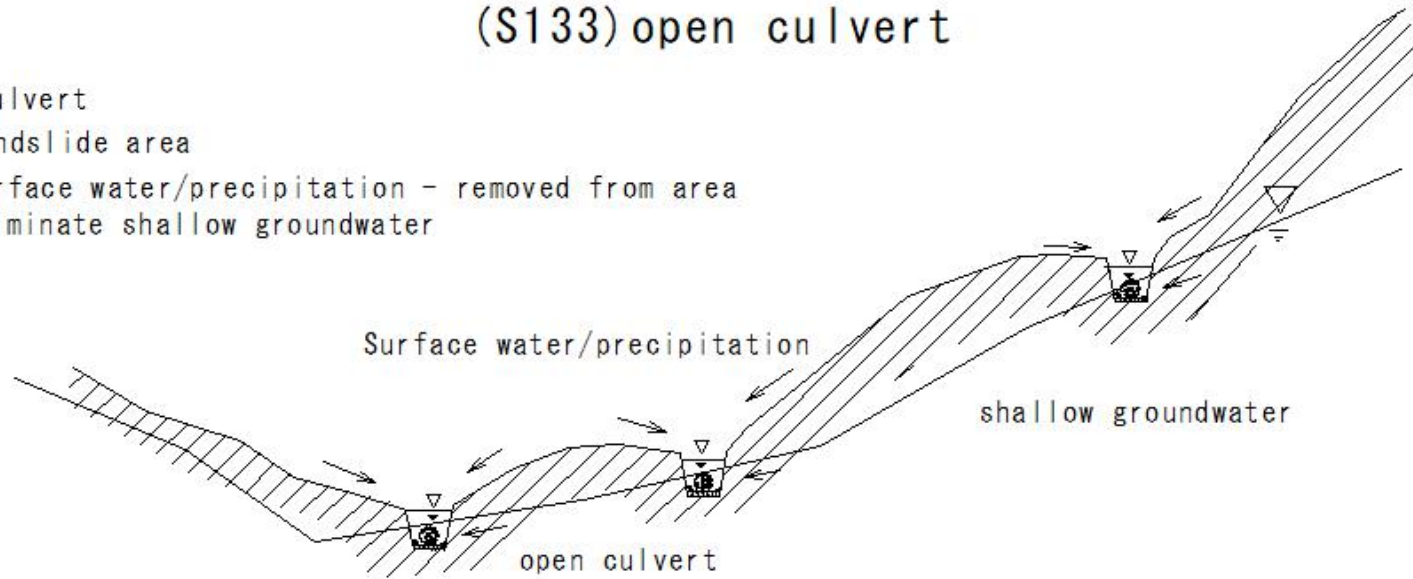 (S133) open culvert
ulvert
ndslide area
rface water/precipitation - removed from area
minate shallow groundwater
Surface water/precipitation
shallow groundwater
open culvert